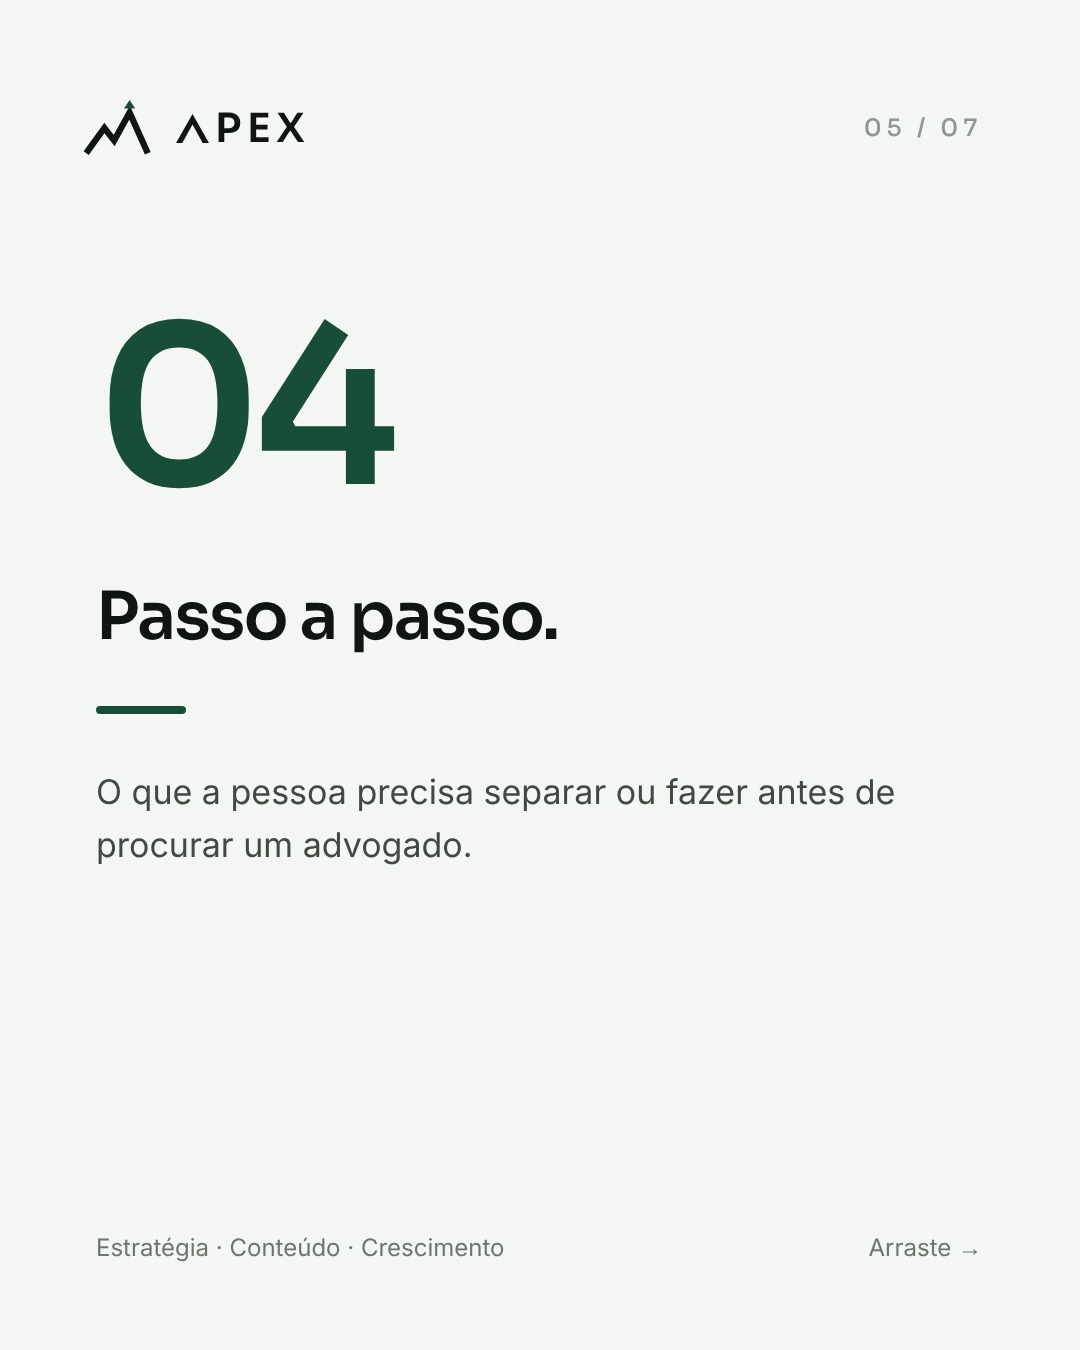 APEX
05 / 07
04
Passo a passo.
O que a pessoa precisa separar ou fazer antes de
procurar um advogado.
Estratégia · Conteúdo · Crescimento
Arraste →